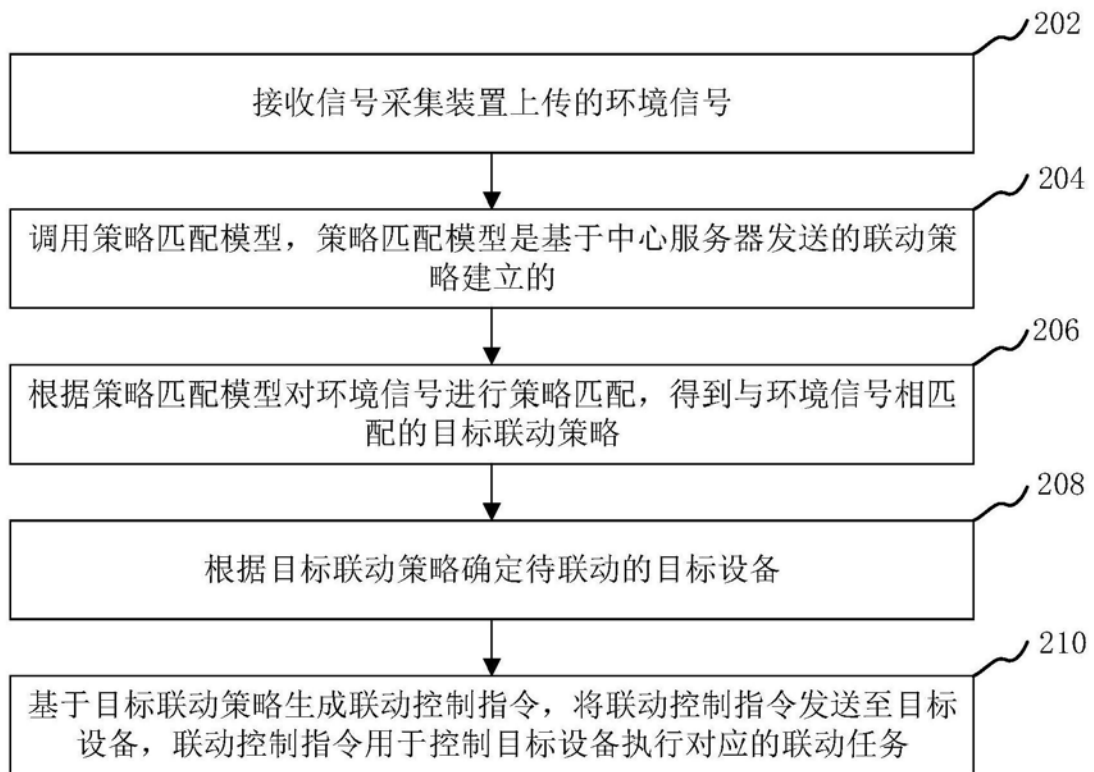 202
接收信号采集装置上传的环境信号
204
调用策略匹配模型，策略匹配模型是基于中心服务器发送的联动策
略建立的
206
根据策略匹配模型对环境信号进行策略匹配，得到与环境信号相匹
配的目标联动策略
208
根据目标联动策略确定待联动的目标设备
210
基于目标联动策略生成联动控制指令，将联动控制指令发送至目标
设备，联动控制指令用于控制目标设备执行对应的联动任务